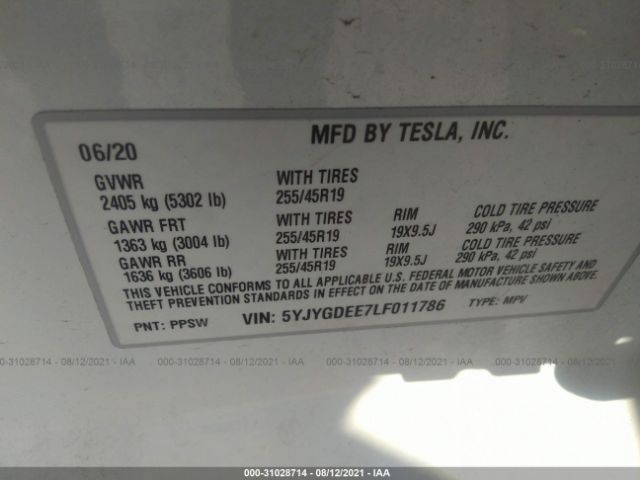 06/20
MFD BY TESLA, INC.
GVWR
2405 kg (5302 lb)
WITH TIRES
255/45R19
GAWR FRT
1363 kg (3004 lb)
WITH TIRES
255/45R19
RIM
19X9.5J
COLD TIRE PRESSURE
290 kPa, 42 psi
GAWR RR
1636 kg (3606 lb)
WITH TIRES
255/45R19
RIM
19X9.5J
COLD TIRE PRESSURE
290 kPa, 42 psi
THIS VEHICLE CONFORMS TO ALL APPLICABLE U.S. FEDERAL MOTOR VEHICLE SAFETY AND
THEFT PREVENTION STANDARDS IN EFFECT ON THE DATE OF MANUFACTURE SHOWN ABOVE.
PNT: PPSW
VIN: 5YJYGDEE7LF011786
TYPE: MPV
000-31028714 - 08/12/2021 - IAA